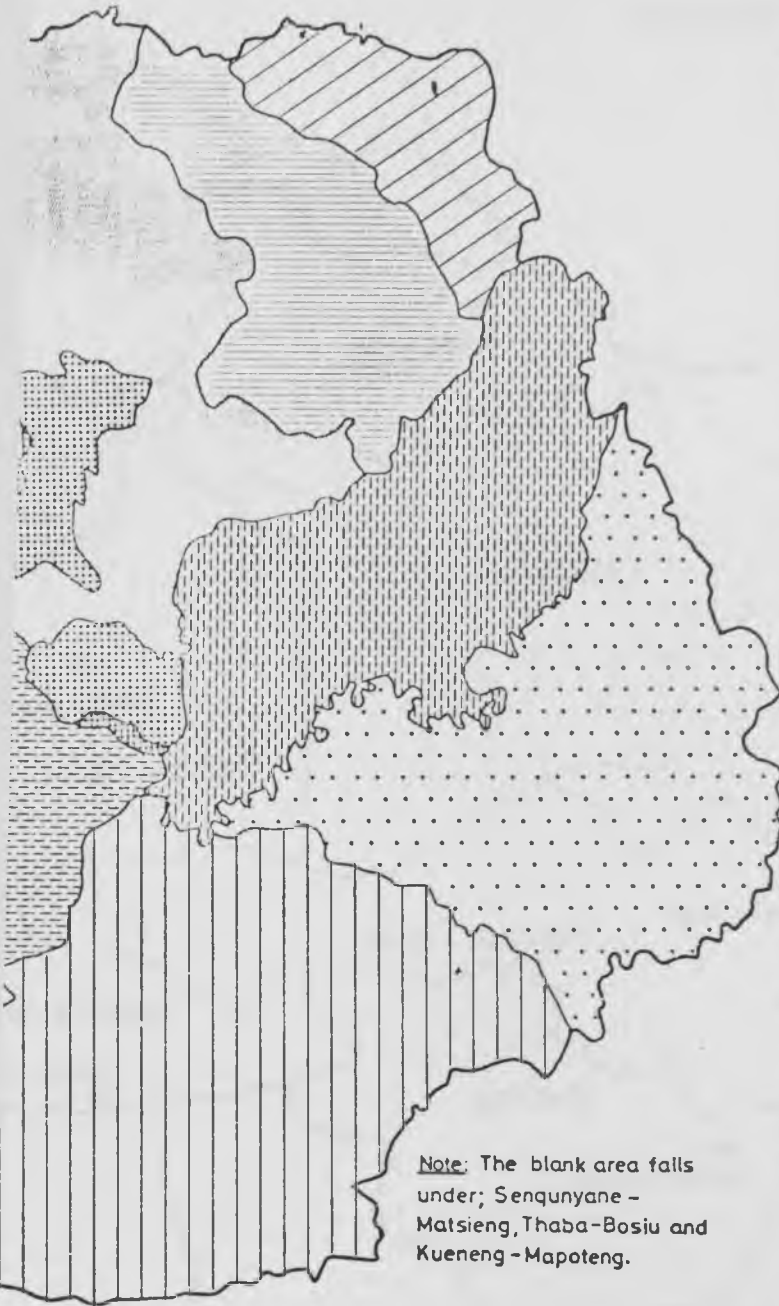 Note: The blank area falls
under; Senqunyane -
Matsieng, Thaba-Bosiu and
Kueneng - Mapoteng.